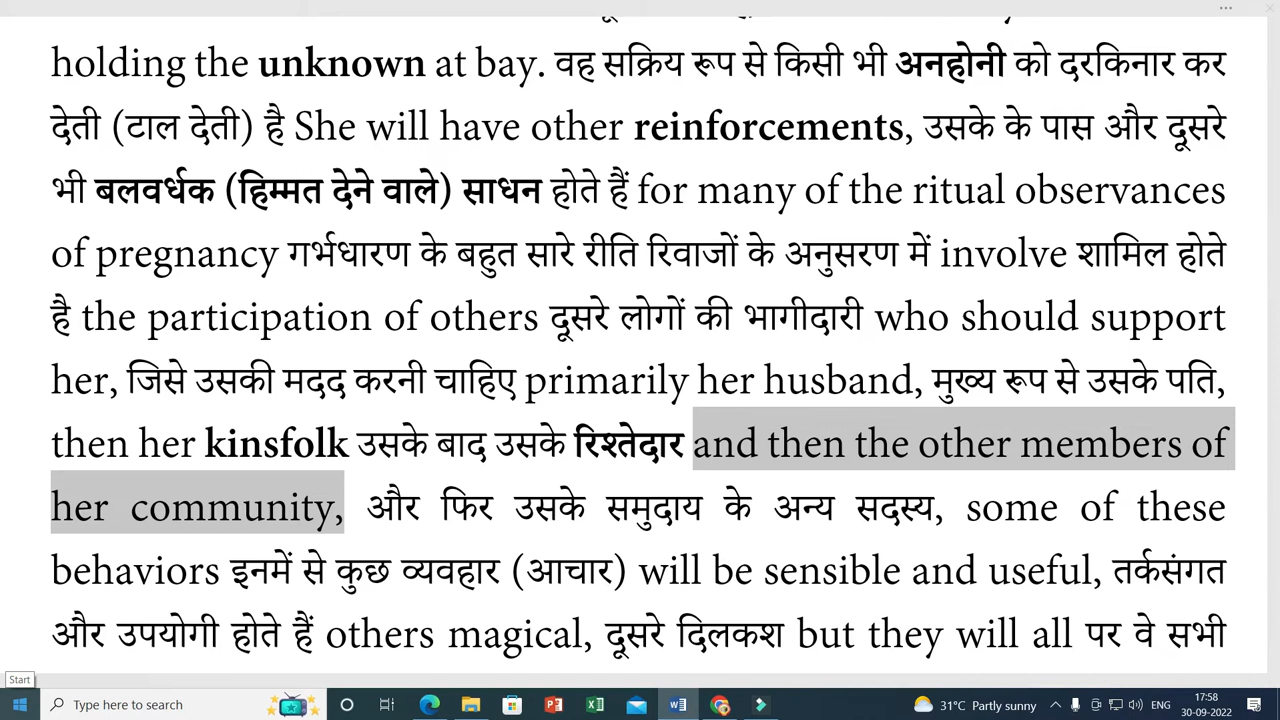 holding the unknown at bay. वह सक्रिय रूप से किसी भी अनहोनी को दरकिनार कर
देती (टाल देती) है She will have other reinforcements, उसके के पास और दूसरे
भी बलवर्धक (हिम्मत देने वाले) साधन होते हैं for many of the ritual observances
of pregnancy गर्भधारण के बहुत सारे रीति रिवाजों के अनुसरण में involve शामिल होते
है the participation of others दूसरे लोगों की भागीदारी who should support
her, जिसे उसकी मदद करनी चाहिए primarily her husband, मुख्य रूप से उसके पति,
then her kinsfolk उसके बाद उसके रिश्तेदार and then the other members of
her community, और फिर उसके समुदाय के अन्य सदस्य, some of these
behaviors इनमें से कुछ व्यवहार (आचार) will be sensible and useful, तर्कसंगत
और उपयोगी होते हैं others magical, दूसरे दिलकश but they will all पर वे सभी
Start
Type here to search
31°C Partly sunny
ENG
17:58
30-09-2022